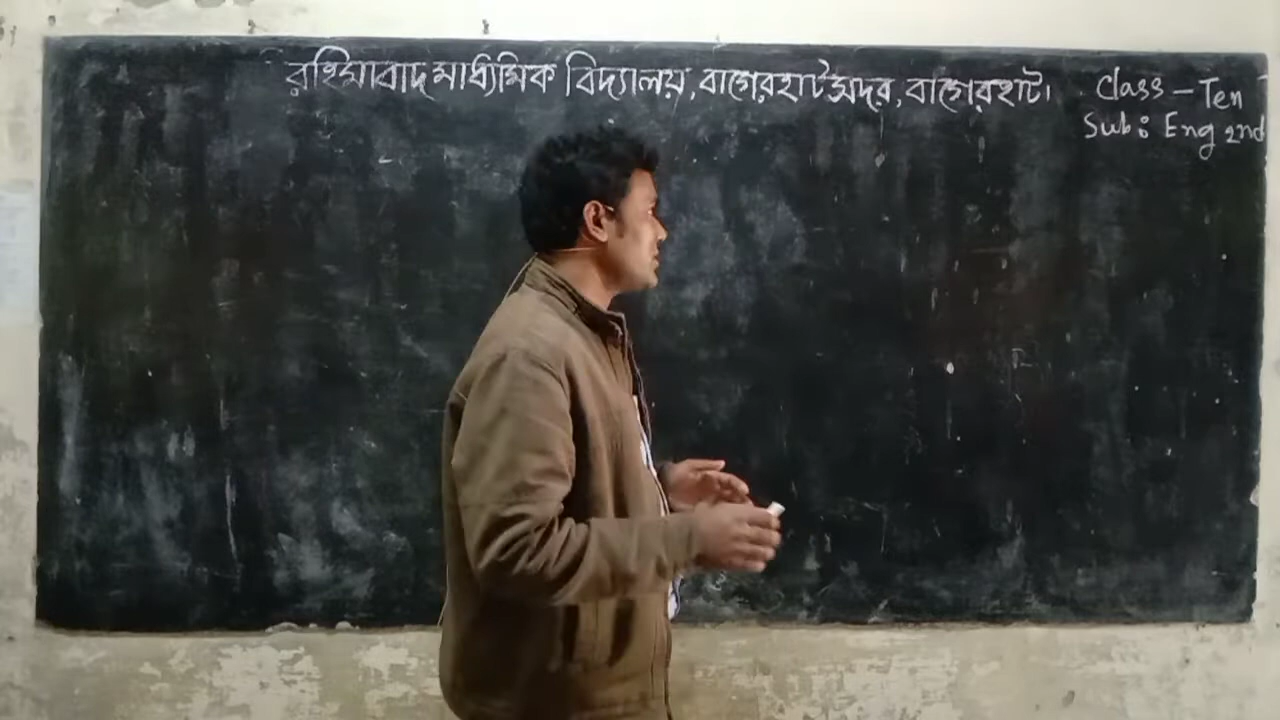 রহিমাবাদ মাধ্যমিক বিদ্যালয়, বাগেরহাট সদর, বাগেরহাট।
Class - Ten
Sub: Eng 2nd